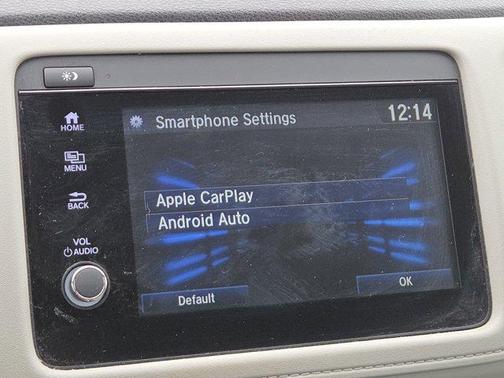 HOME
MENU
BACK
VOL
AUDIO
Smartphone Settings
12:14
Apple CarPlay
Android Auto
Default
OK